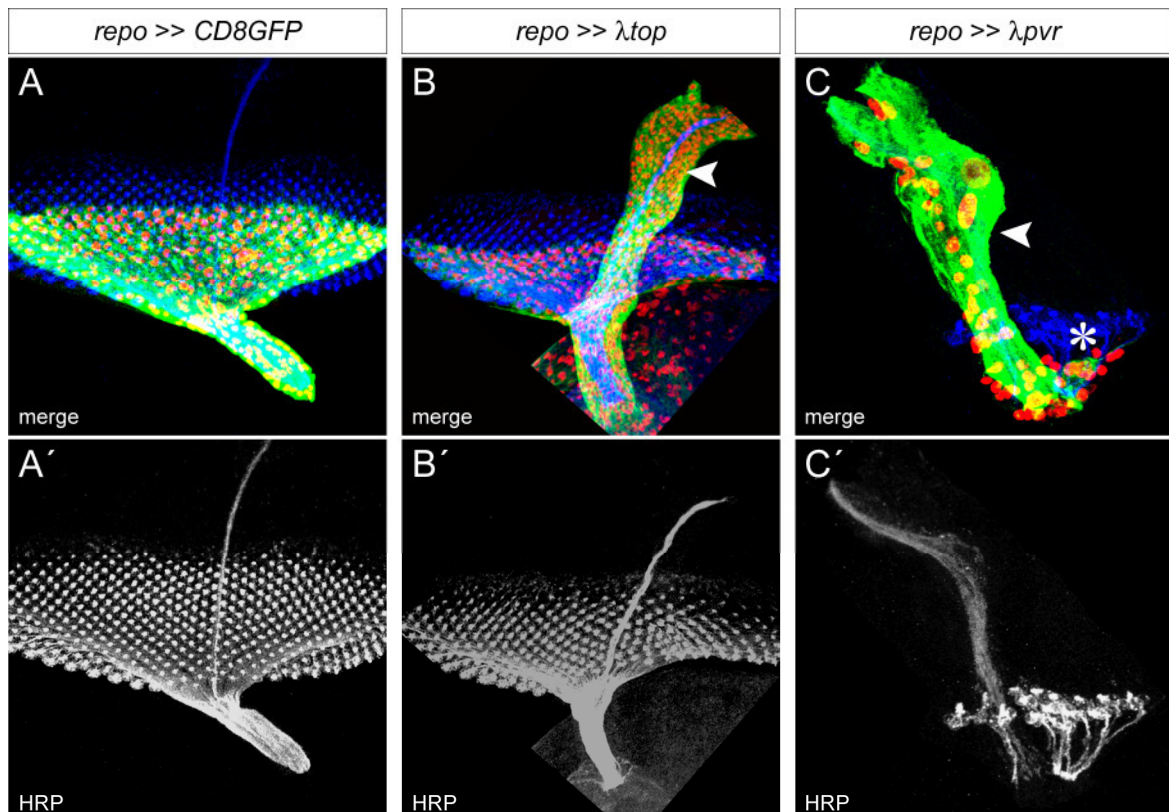 repo >> CD8GFP
repo >> λtop
repo >> λpvr
A
merge
B
merge
C
*
merge
A´
HRP
B´
HRP
C´
HRP